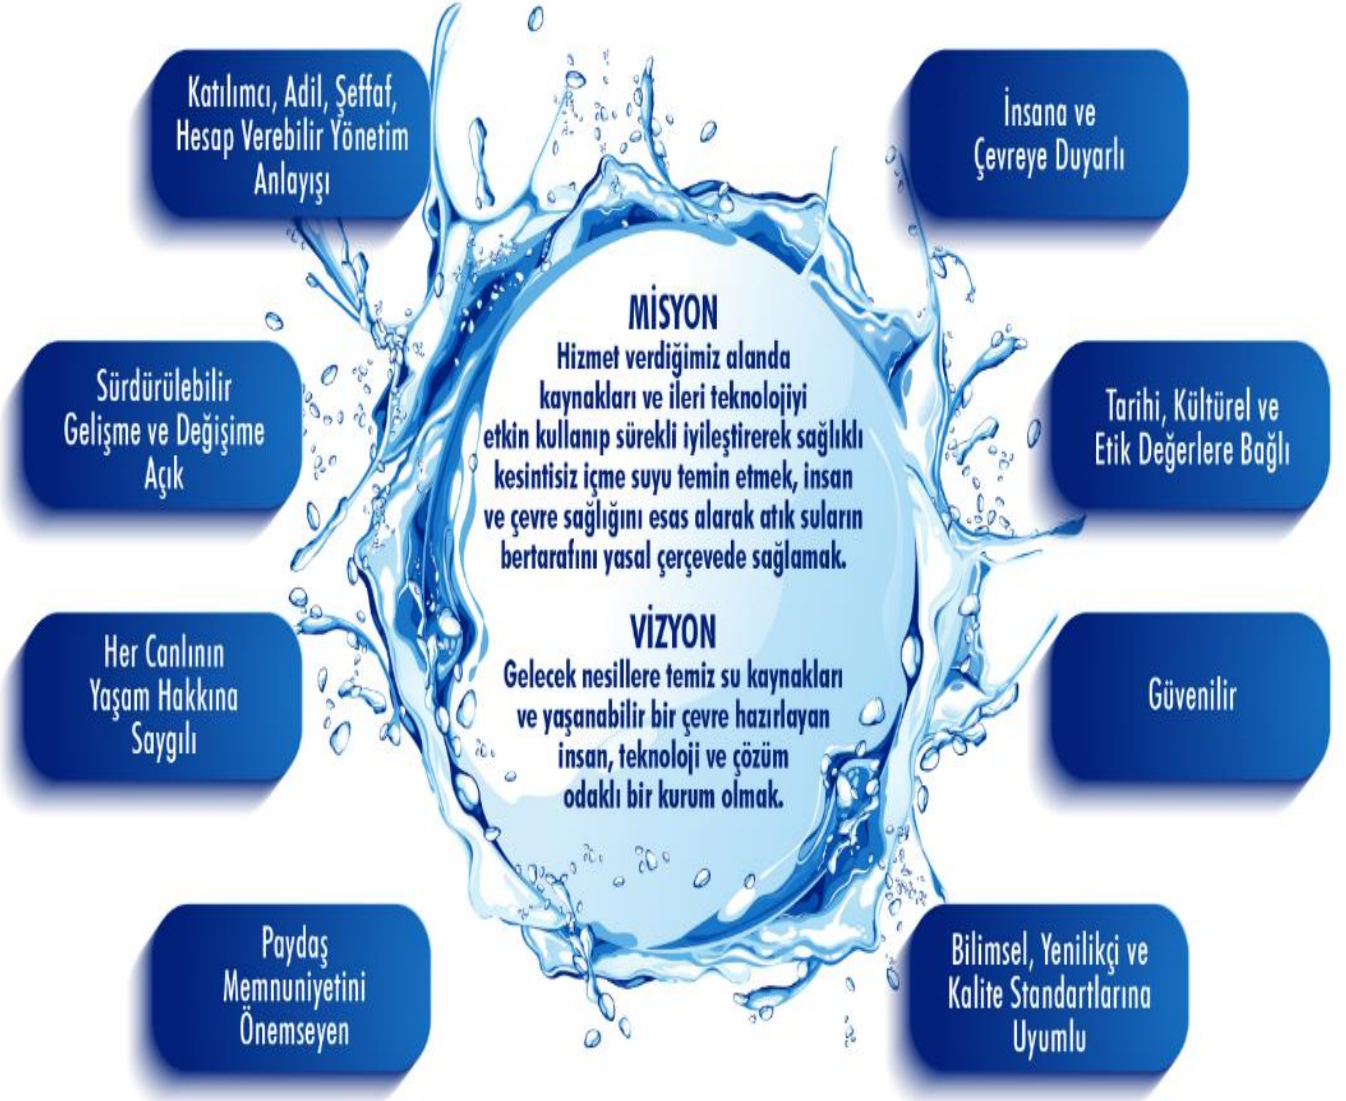 Katılımcı, Adil, Şeffaf,
Hesap Verebilir Yönetim
Anlayışı
İnsana ve
Çevreye Duyarlı
Sürdürülebilir
Gelişme ve Değişime
Açık
MİSYON
Hizmet verdiğimiz alanda
kaynakları ve ileri teknolojiyi
etkin kullanıp sürekli iyileştirerek sağlıklı
kesintisiz içme suyu temin etmek, insan
ve çevre sağlığını esas alarak atık suların
bertarafını yasal çerçevede sağlamak.
Tarihi, Kültürel ve
Etik Değerlere Bağlı
Her Canlının
Yaşam Hakkına
Saygılı
VİZYON
Gelecek nesillere temiz su kaynakları
ve yaşanabilir bir çevre hazırlayan
insan, teknoloji ve çözüm
odaklı bir kurum olmak.
Güvenilir
Paydaş
Memnuniyetini
Önemseyen
Bilimsel, Yenilikçi ve
Kalite Standartlarına
Uyumlu